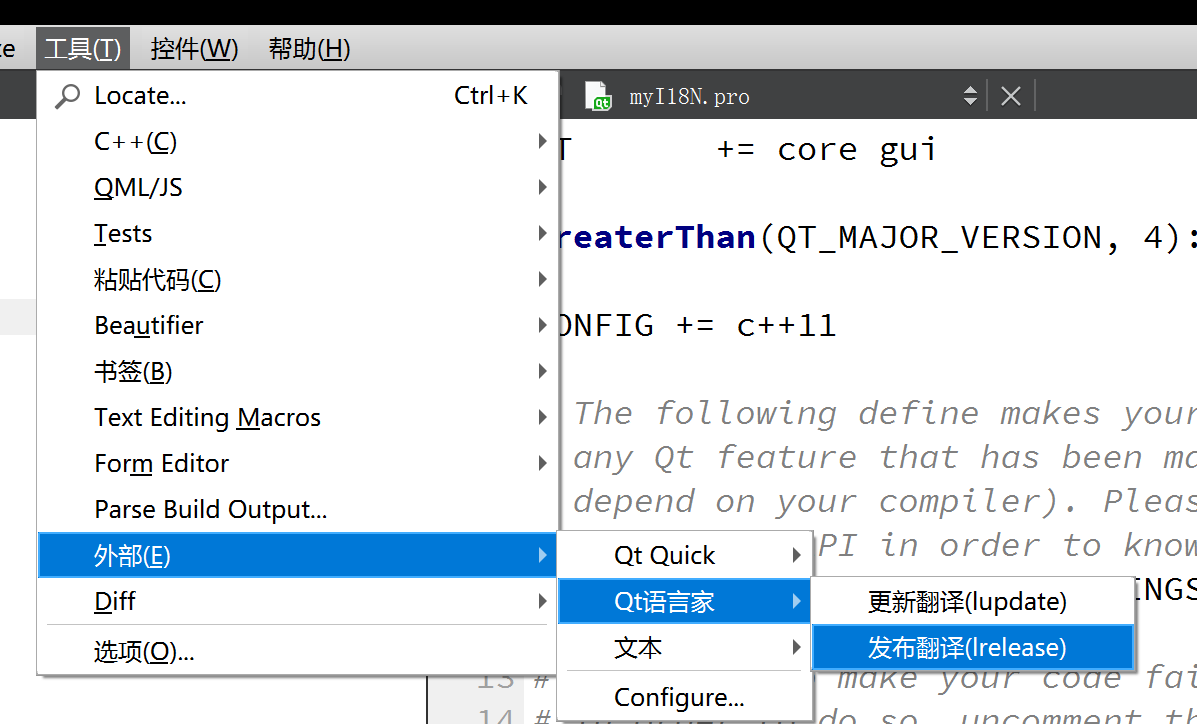 工具(T) 控件(W) 帮助(H)
Locate... Ctrl+K
C++(C)
QML/JS
Tests
粘贴代码(C)
Beautifier
书签(B)
Text Editing Macros
Form Editor
Parse Build Output...
外部(E)
Diff
选项(O)...
Qt Quick
Qt语言家
文本
Configure...
更新翻译(lupdate)
发布翻译(lrelease)
myI18N.pro
+= core gui
reaterThan(QT_MAJOR_VERSION, 4):
ONFIG += c++11
The following define makes your
any Qt feature that has been ma
depend on your compiler). Pleas
PI in order to know
INGS
13 # make your code fai
14 # do so, uncomment th